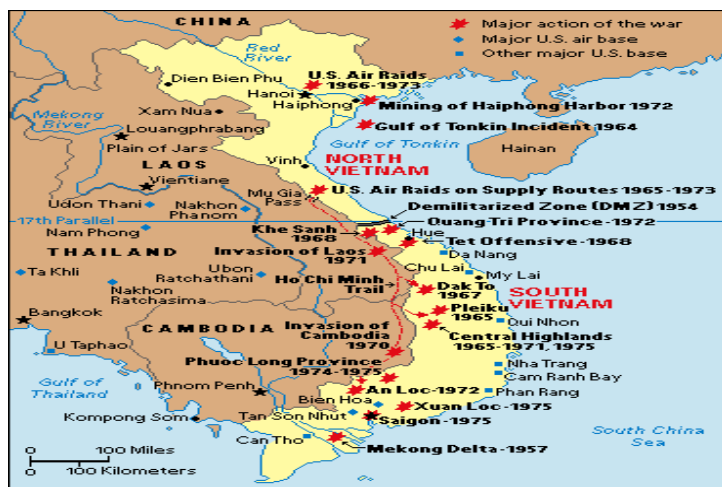 CHINA
Major action of the war
Major U.S. air base
Other major U.S. base
Red
River
Dien Bien Phu
U.S. Air Raids
1966-1973
Hanoi
Haiphong
Mining of Haiphong Harbor 1972
Xam Nua
Gulf of Tonkin Incident 1964
Mekong
River
Louangphrabang
Gulf of Tonkin
Plain of Jars
Hainan
LAOS
Vinh
NORTH
VIETNAM
Vientiane
Mu Gia
Pass
U.S. Air Raids on Supply Routes 1965-1973
Udon Thani
Nakhon
Phanom
Demilitarized Zone (DMZ) 1954
17th Parallel
Quang Tri Province-1972
Nam Phong
Khe Sanh
1968
Hue
Tet Offensive-1968
THAILAND
Invasion of Laos
1971
Da Nang
Ta Khli
Ubon
Ratchathani
Chu Lai
My Lai
Nakhon
Ratchasima
Ho Chi Minh
Trail
Dak To
1967
SOUTH
VIETNAM
Bangkok
Pleiku
1965
CAMBODIA
Invasion of
Cambodia
1970
Qui Nhon
Central Highlands
1965-1971, 1975
U Taphao
Phuoc Long Province
1974-1975
Nha Trang
Gulf of
Thailand
Phnom Penh
An Loc-1972
Cam Ranh Bay
Bien Hoa
Phan Rang
Kompong Som
Tan Son Nhut
Xuan Loc-1975
Saigon-1975
South China
Sea
Can Tho
Mekong Delta-1957
0 100 Miles
0 100 Kilometers